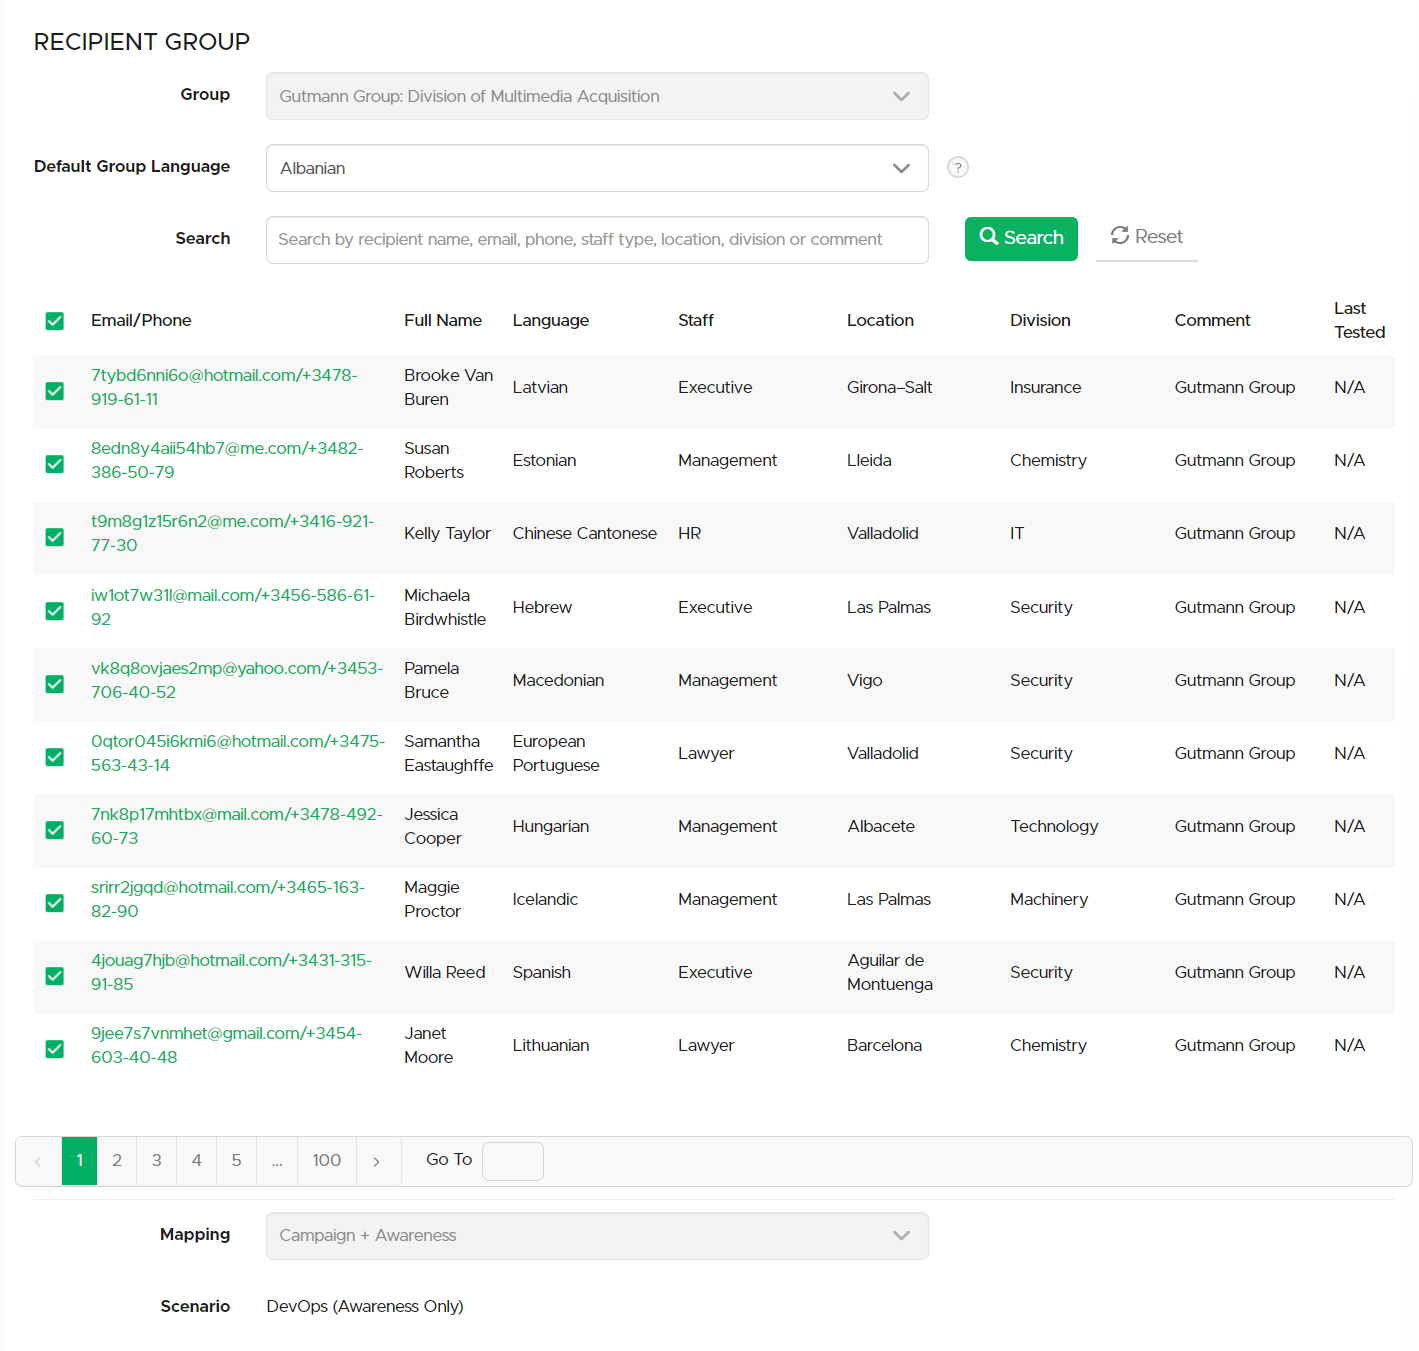 RECIPIENT GROUP
Group
Gutmann Group: Division of Multimedia Acquisition
Default Group Language
Albanian
?
Search
Search by recipient name, email, phone, staff type, location, division or comment
Search
Reset
Email/Phone Full Name Language Staff Location Division Comment Last Tested
7tybd6nni6o@hotmail.com/+3478-
919-61-11
Brooke Van
Buren
Latvian
Executive
Girona–Salt
Insurance
Gutmann Group
N/A
8edn8y4aii54hb7@me.com/+3482-
386-50-79
Susan
Roberts
Estonian
Management
Lleida
Chemistry
Gutmann Group
N/A
t9m8g1z15r6n2@me.com/+3416-921-
77-30
Kelly Taylor
Chinese Cantonese
HR
Valladolid
IT
Gutmann Group
N/A
iw1ot7w31l@mail.com/+3456-586-61-
92
Michaela
Birdwhistle
Hebrew
Executive
Las Palmas
Security
Gutmann Group
N/A
vk8q8ovjaes2mp@yahoo.com/+3453-
706-40-52
Pamela
Bruce
Macedonian
Management
Vigo
Security
Gutmann Group
N/A
0qtor045i6kmi6@hotmail.com/+3475-
563-43-14
Samantha
Eastaughffe
European
Portuguese
Lawyer
Valladolid
Security
Gutmann Group
N/A
7nk8p17mhtbx@mail.com/+3478-492-
60-73
Jessica
Cooper
Hungarian
Management
Albacete
Technology
Gutmann Group
N/A
srirr2jgqd@hotmail.com/+3465-163-
82-90
Maggie
Proctor
Icelandic
Management
Las Palmas
Machinery
Gutmann Group
N/A
4jouag7hjb@hotmail.com/+3431-315-
91-85
Willa Reed
Spanish
Executive
Aguilar de
Montuenga
Security
Gutmann Group
N/A
9jee7s7vnmhet@gmail.com/+3454-
603-40-48
Janet
Moore
Lithuanian
Lawyer
Barcelona
Chemistry
Gutmann Group
N/A
‹ 1 2 3 4 5 ... 100 › Go To
Mapping
Campaign + Awareness
Scenario
DevOps (Awareness Only)